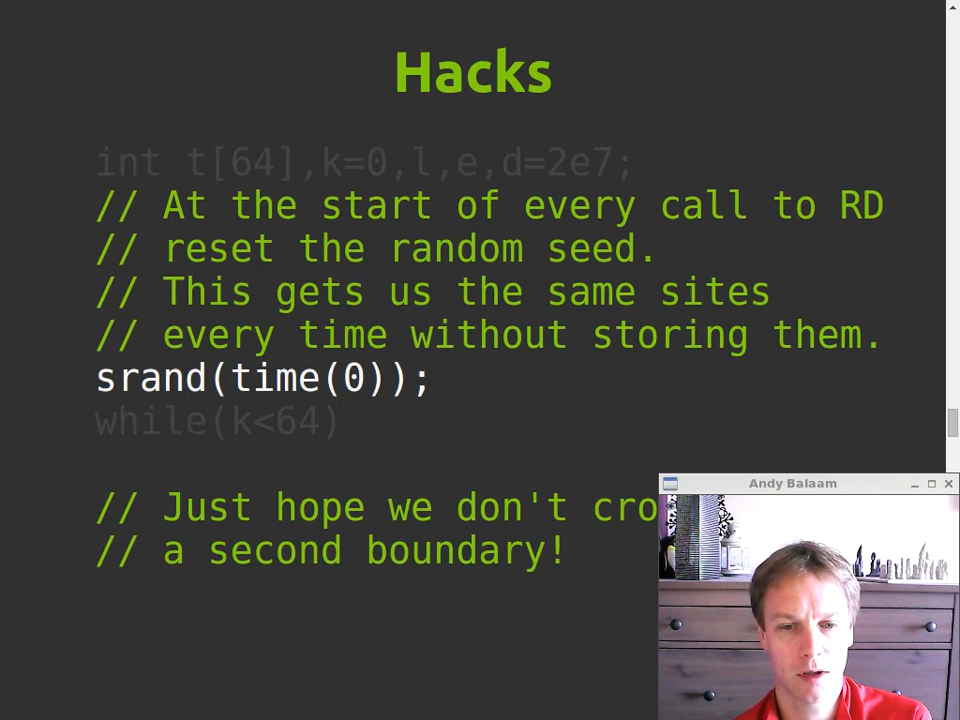 Hacks
int t[64],k=0,l,e,d=2e7;
// At the start of every call to RD
// reset the random seed.
// This gets us the same sites
// every time without storing them.
srand(time(0));
while(k<64)
// Just hope we don't cro
// a second boundary!
Andy Balaam